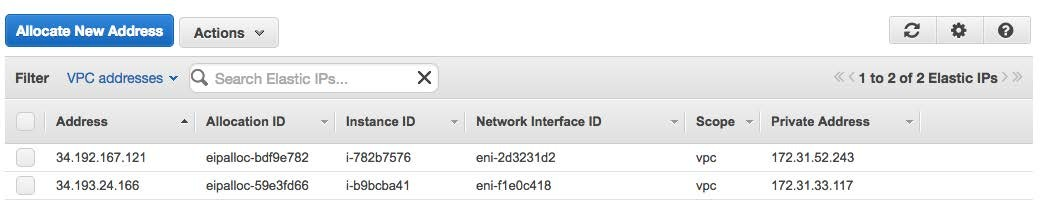 Allocate New Address Actions
Filter VPC addresses Search Elastic IPs... 1 to 2 of 2 Elastic IPs
Address Allocation ID Instance ID Network Interface ID Scope Private Address
34.192.167.121 eipalloc-bdf9e782 i-782b7576 eni-2d3231d2 vpc 172.31.52.243
34.193.24.166 eipalloc-59e3fd66 i-b9bcba41 eni-f1e0c418 vpc 172.31.33.117